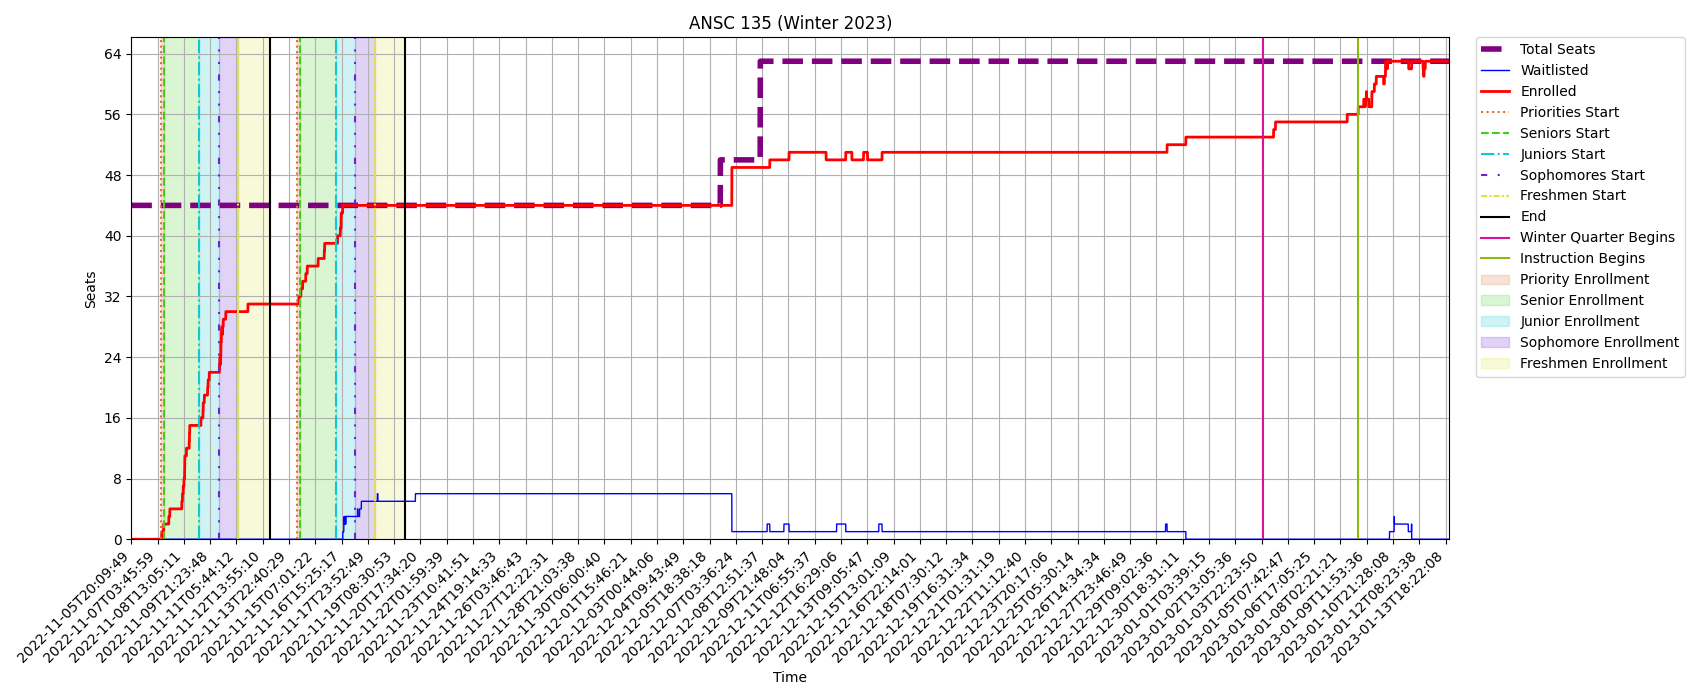 ANSC 135 (Winter 2023)
Seats
64
56
48
40
32
24
16
8
0
2022-11-05T20:09:49
2022-11-07T03:45:59
2022-11-08T13:05:11
2022-11-09T21:23:48
2022-11-11T05:44:12
2022-11-12T13:55:10
2022-11-13T22:40:29
2022-11-15T07:01:22
2022-11-16T15:25:17
2022-11-17T23:52:49
2022-11-19T08:30:53
2022-11-20T17:34:20
2022-11-22T01:59:39
2022-11-23T10:41:51
2022-11-24T19:14:33
2022-11-26T03:46:43
2022-11-27T12:22:31
2022-11-28T21:03:38
2022-11-30T06:00:40
2022-12-01T15:46:21
2022-12-03T00:44:06
2022-12-04T09:43:49
2022-12-05T18:38:18
2022-12-07T03:36:24
2022-12-08T12:51:37
2022-12-09T21:48:04
2022-12-11T06:55:37
2022-12-12T16:29:06
2022-12-13T09:05:47
2022-12-15T13:01:09
2022-12-16T22:14:01
2022-12-18T07:30:12
2022-12-19T16:31:34
2022-12-21T01:31:19
2022-12-22T11:12:40
2022-12-23T20:17:06
2022-12-25T05:30:14
2022-12-26T14:34:34
2022-12-27T23:46:49
2022-12-29T09:02:36
2022-12-30T18:31:11
2023-01-01T03:39:15
2023-01-02T13:05:36
2023-01-03T22:23:50
2023-01-05T07:42:47
2023-01-06T17:05:25
2023-01-08T02:21:21
2023-01-09T11:53:36
2023-01-10T21:28:08
2023-01-12T08:23:38
2023-01-13T18:22:08
Time
Total Seats
Waitlisted
Enrolled
Priorities Start
Seniors Start
Juniors Start
Sophomores Start
Freshmen Start
End
Winter Quarter Begins
Instruction Begins
Priority Enrollment
Senior Enrollment
Junior Enrollment
Sophomore Enrollment
Freshmen Enrollment